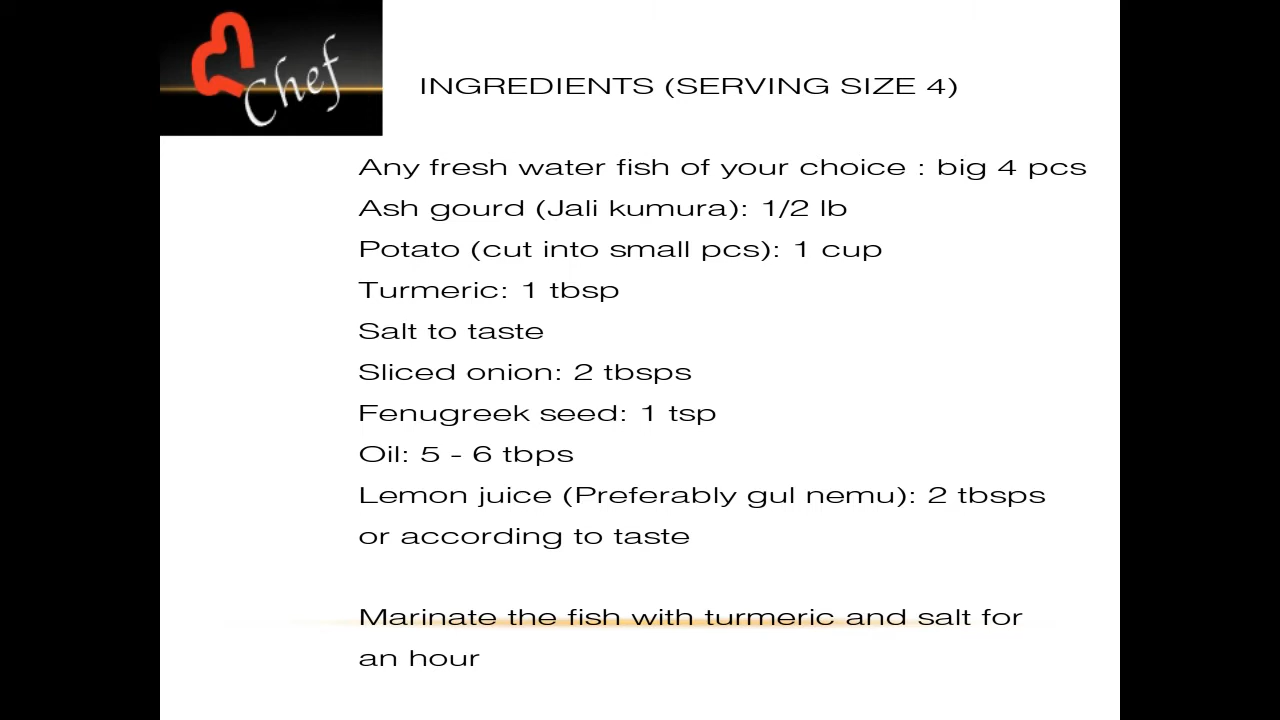 Chef
INGREDIENTS (SERVING SIZE 4)
Any fresh water fish of your choice : big 4 pcs
Ash gourd (Jali kumura): 1/2 lb
Potato (cut into small pcs): 1 cup
Turmeric: 1 tbsp
Salt to taste
Sliced onion: 2 tbsps
Fenugreek seed: 1 tsp
Oil: 5 - 6 tbps
Lemon juice (Preferably gul nemu): 2 tbsps
or according to taste
Marinate the fish with turmeric and salt for
an hour